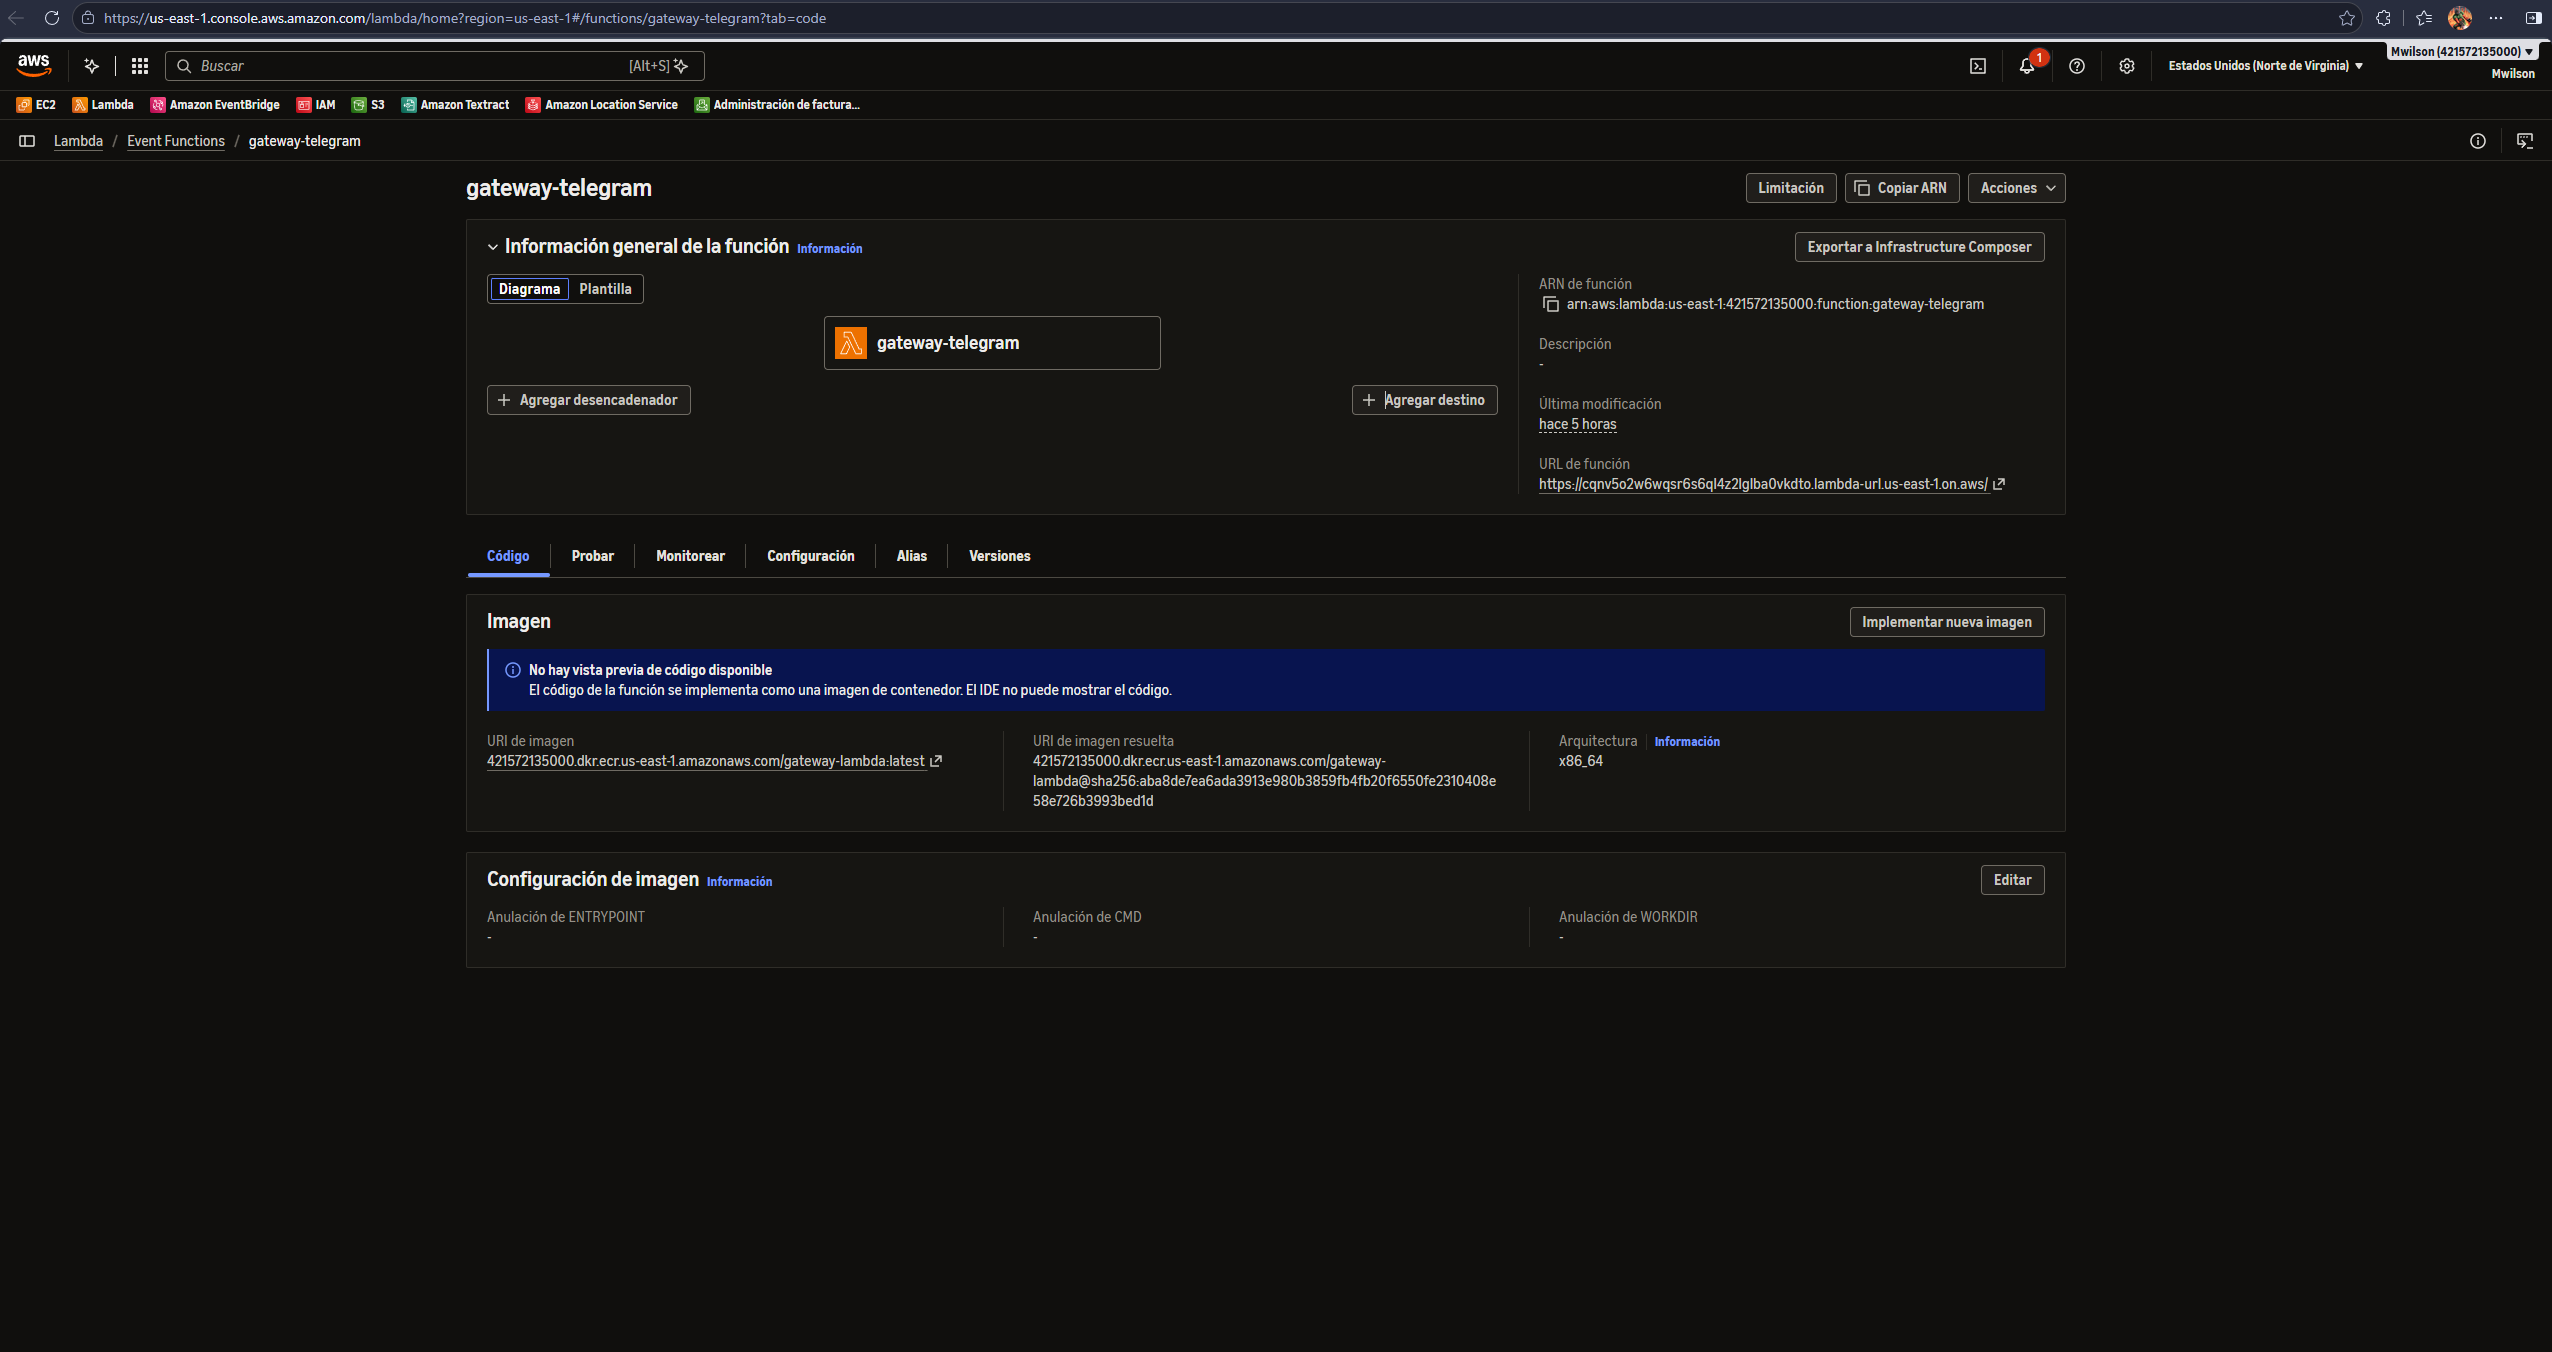 https://us-east-1.console.aws.amazon.com/lambda/home?region=us-east-1#/functions/gateway-telegram?tab=code
aws
Buscar
[Alt+S]
1
Estados Unidos (Norte de Virginia)
Mwilson (421572135000)
Mwilson
EC2
Lambda
Amazon EventBridge
IAM
S3
Amazon Textract
Amazon Location Service
Administración de factura...
Lambda / Event Functions / gateway-telegram
gateway-telegram
Limitación
Copiar ARN
Acciones
Información general de la función
Información
Exportar a Infrastructure Composer
Diagrama
Plantilla
gateway-telegram
Agregar desencadenador
Agregar destino
ARN de función
arn:aws:lambda:us-east-1:421572135000:function:gateway-telegram
Descripción
-
Última modificación
hace 5 horas
URL de función
https://cqnv5o2w6wqsr6s6ql4z2lglba0vkdto.lambda-url.us-east-1.on.aws/
Código
Probar
Monitorear
Configuración
Alias
Versiones
Imagen
Implementar nueva imagen
No hay vista previa de código disponible
El código de la función se implementa como una imagen de contenedor. El IDE no puede mostrar el código.
URI de imagen
421572135000.dkr.ecr.us-east-1.amazonaws.com/gateway-lambda:latest
URI de imagen resuelta
421572135000.dkr.ecr.us-east-1.amazonaws.com/gateway-
lambda@sha256:aba8de7ea6ada3913e980b3859fb4fb20f6550fe2310408e
58e726b3993bed1d
Arquitectura
Información
x86_64
Configuración de imagen
Información
Editar
Anulación de ENTRYPOINT
-
Anulación de CMD
-
Anulación de WORKDIR
-